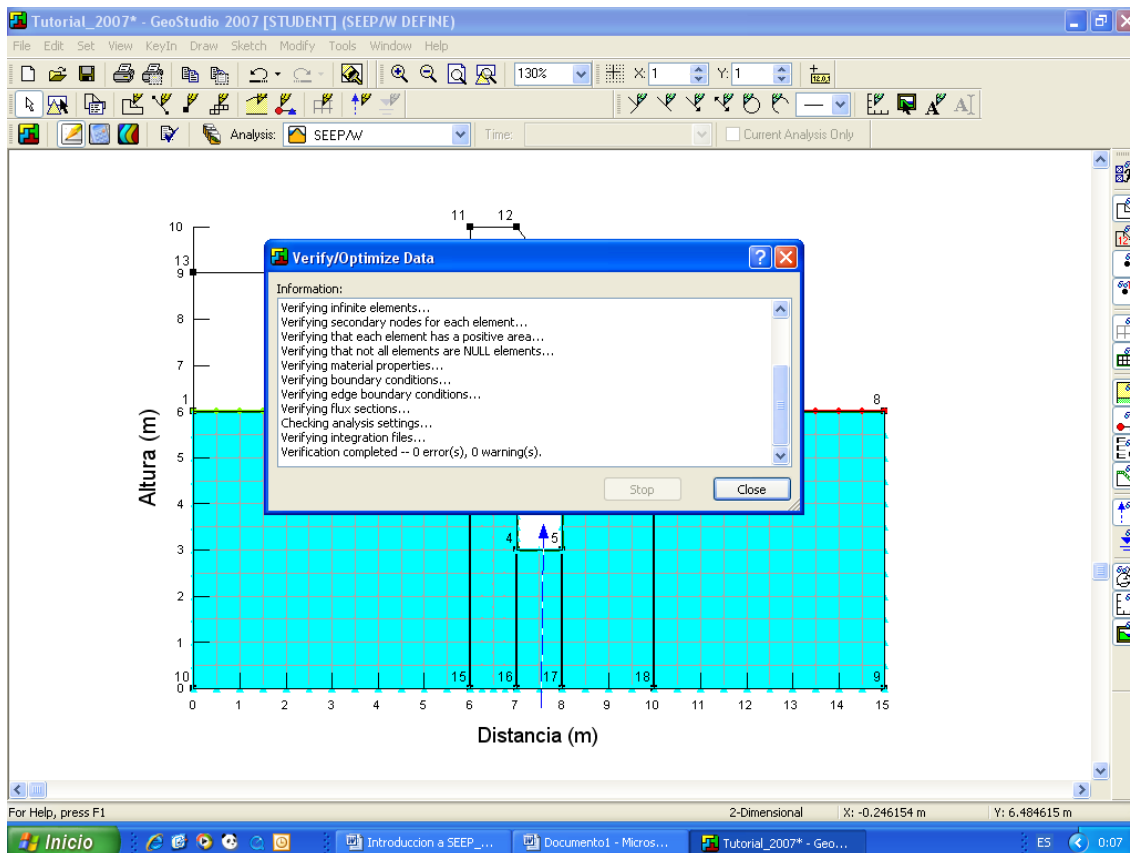 Tutorial_2007* - GeoStudio 2007 [STUDENT] (SEEP/W DEFINE)
File Edit Set View KeyIn Draw Sketch Modify Tools Window Help
130% X: 1 Y: 1
Analysis: SEEP/W Time: Current Analysis Only
11 12
10
13
9
Verify/Optimize Data
Information:
Verifying infinite elements...
Verifying secondary nodes for each element...
Verifying that each element has a positive area...
Verifying that not all elements are NULL elements...
Verifying material properties...
Verifying boundary conditions...
Verifying edge boundary conditions...
Verifying flux sections...
Checking analysis settings...
Verifying integration files...
Verification completed -- 0 error(s), 0 warning(s).
Stop Close
8
7
1 8
6
5
4
4 5
3
2
1
10 15 16 17 18 9
0
0 1 2 3 4 5 6 7 8 9 10 11 12 13 14 15
Altura (m)
Distancia (m)
For Help, press F1 2-Dimensional X: -0.246154 m Y: 6.484615 m
Inicio Introduccion a SEEP_... Documento1 - Micros... Tutorial_2007* - Geo... ES 0:07